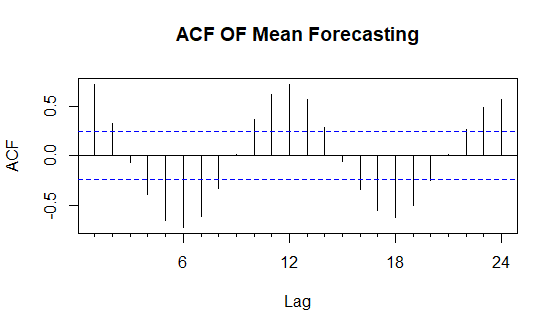 ACF OF Mean Forecasting
ACF
0.5
0.0
-0.5
6 12 18 24
Lag